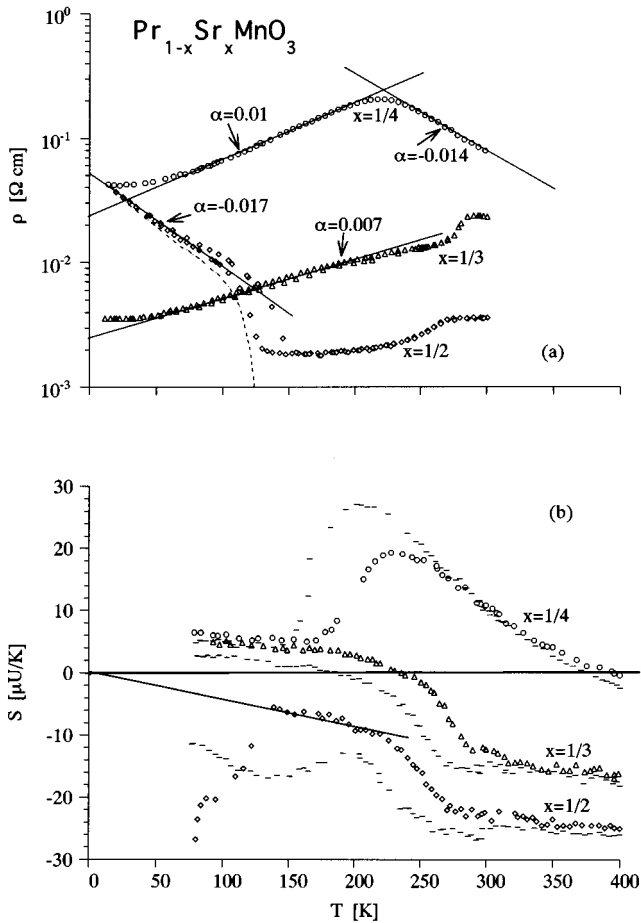 (a)
Pr1-xSrxMnO3
10^0
α=0.01
x=1/4
10^-1
α=-0.014
α=-0.017
ρ [Ω cm]
α=0.007
10^-2
x=1/3
x=1/2
(a)
10^-3
30
(b)
20
10
x=1/4
S [μU/K]
0
-10
x=1/3
-20
x=1/2
-30
0 50 100 150 200 250 300 350 400
T [K]